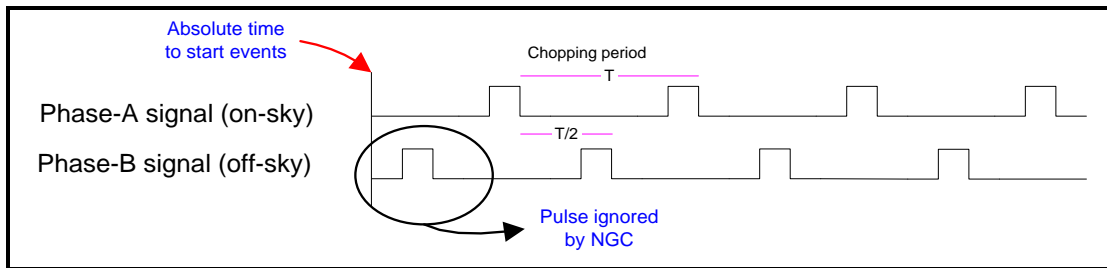 Absolute time
to start events
Chopping period
T
Phase-A signal (on-sky)
T/2
Phase-B signal (off-sky)
Pulse ignored
by NGC